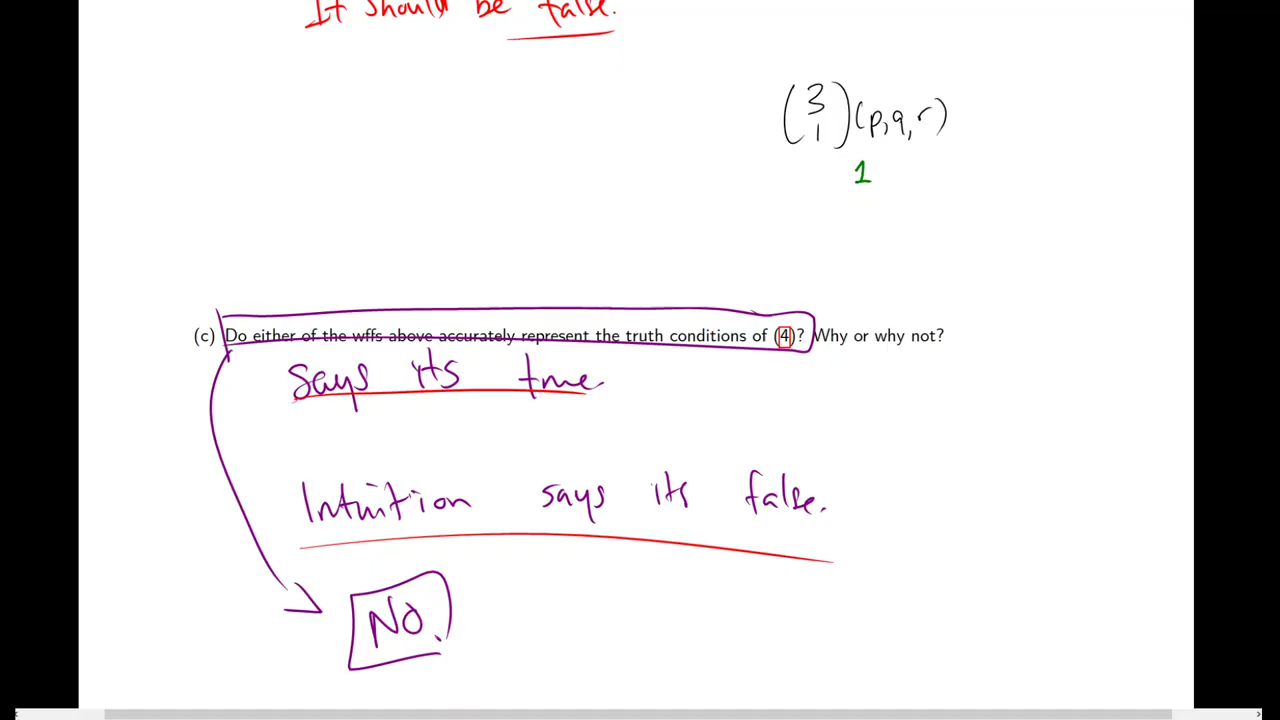 It should be false.
(3 1)(p,q,r)
1
(c) Do either of the wffs above accurately represent the truth conditions of (4)? Why or why not?
says its true
Intuition says its false.
No.